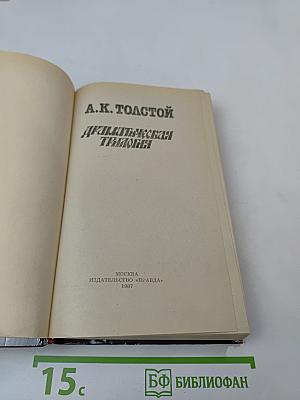 А.К.ТОЛСТОЙ
ДРАМАТИЧЕСКАЯ
ТРИЛОГИЯ
МОСКВА
ИЗДАТЕЛЬСТВО «ПРАВДА»
1987
15с
БФ БИБЛИОФАН